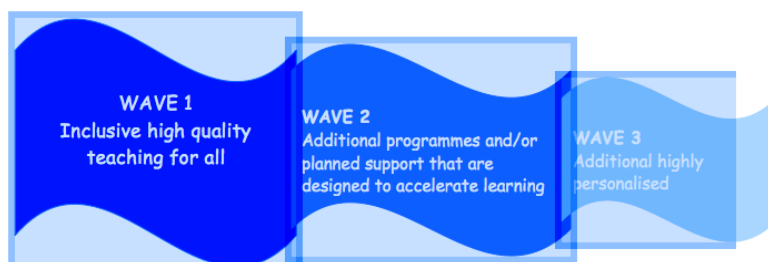 WAVE 1
Inclusive high quality
teaching for all
WAVE 2
Additional programmes and/or
planned support that are
designed to accelerate learning
WAVE 3
Additional highly
personalised